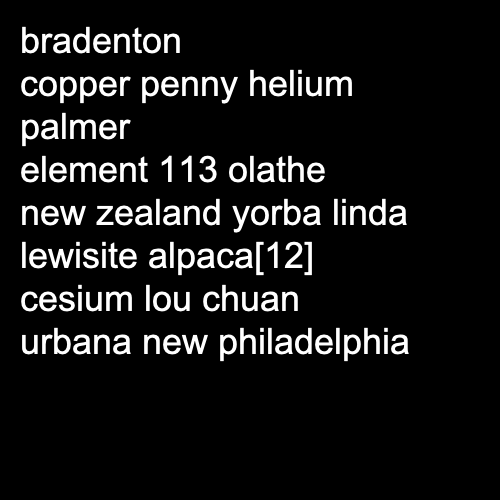 bradenton
copper penny helium
palmer
element 113 olathe
new zealand yorba linda
lewisite alpaca[12]
cesium lou chuan
urbana new philadelphia